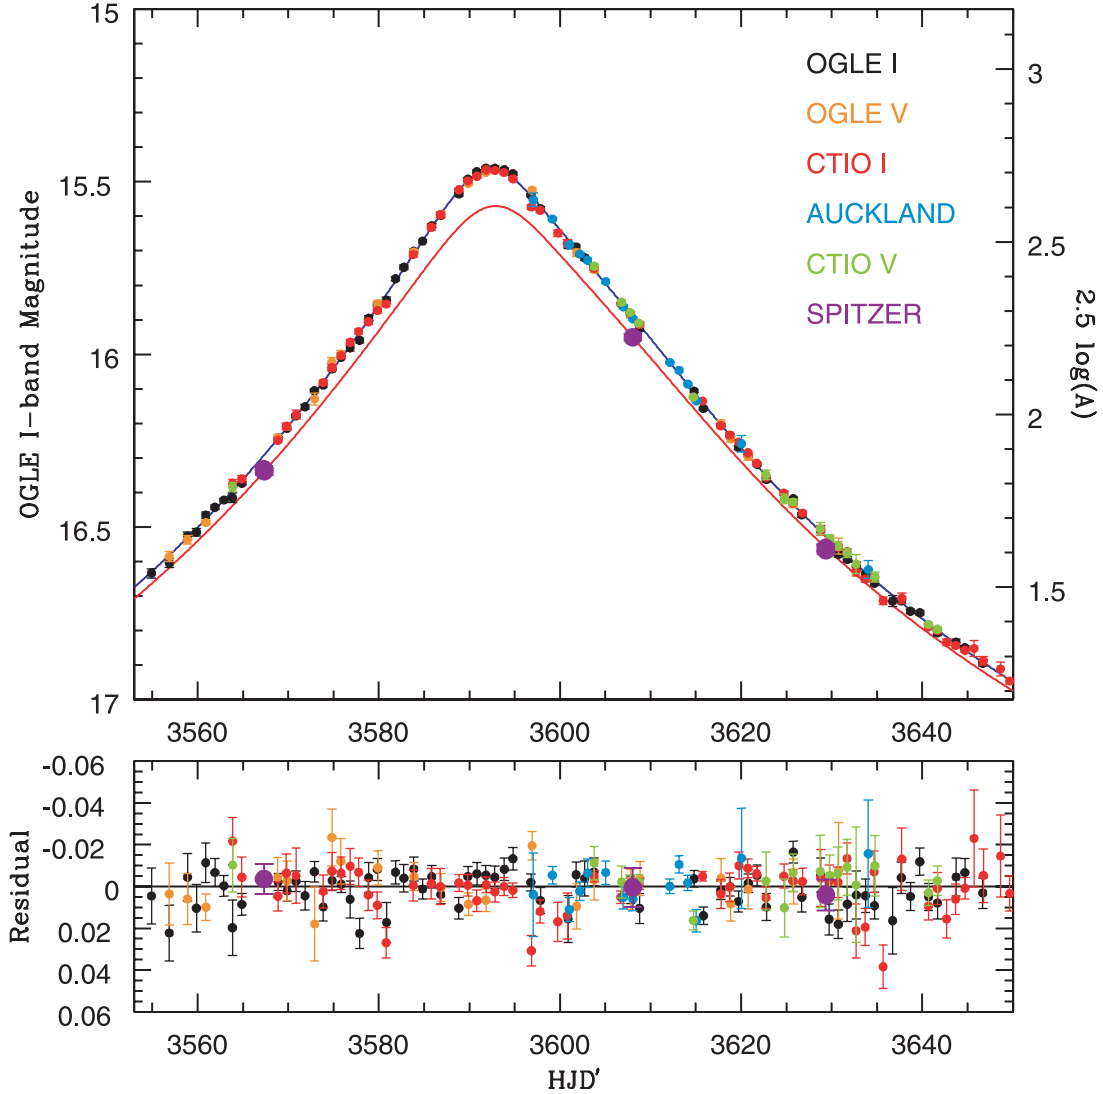 15
15.5
16
16.5
17
OGLE I-band Magnitude
OGLE I
OGLE V
CTIO I
AUCKLAND
CTIO V
SPITZER
3
2.5
2
1.5
2.5 log(A)
3560 3580 3600 3620 3640
-0.06
-0.04
-0.02
0
0.02
0.04
0.06
Residual
3560 3580 3600 3620 3640
HJD'